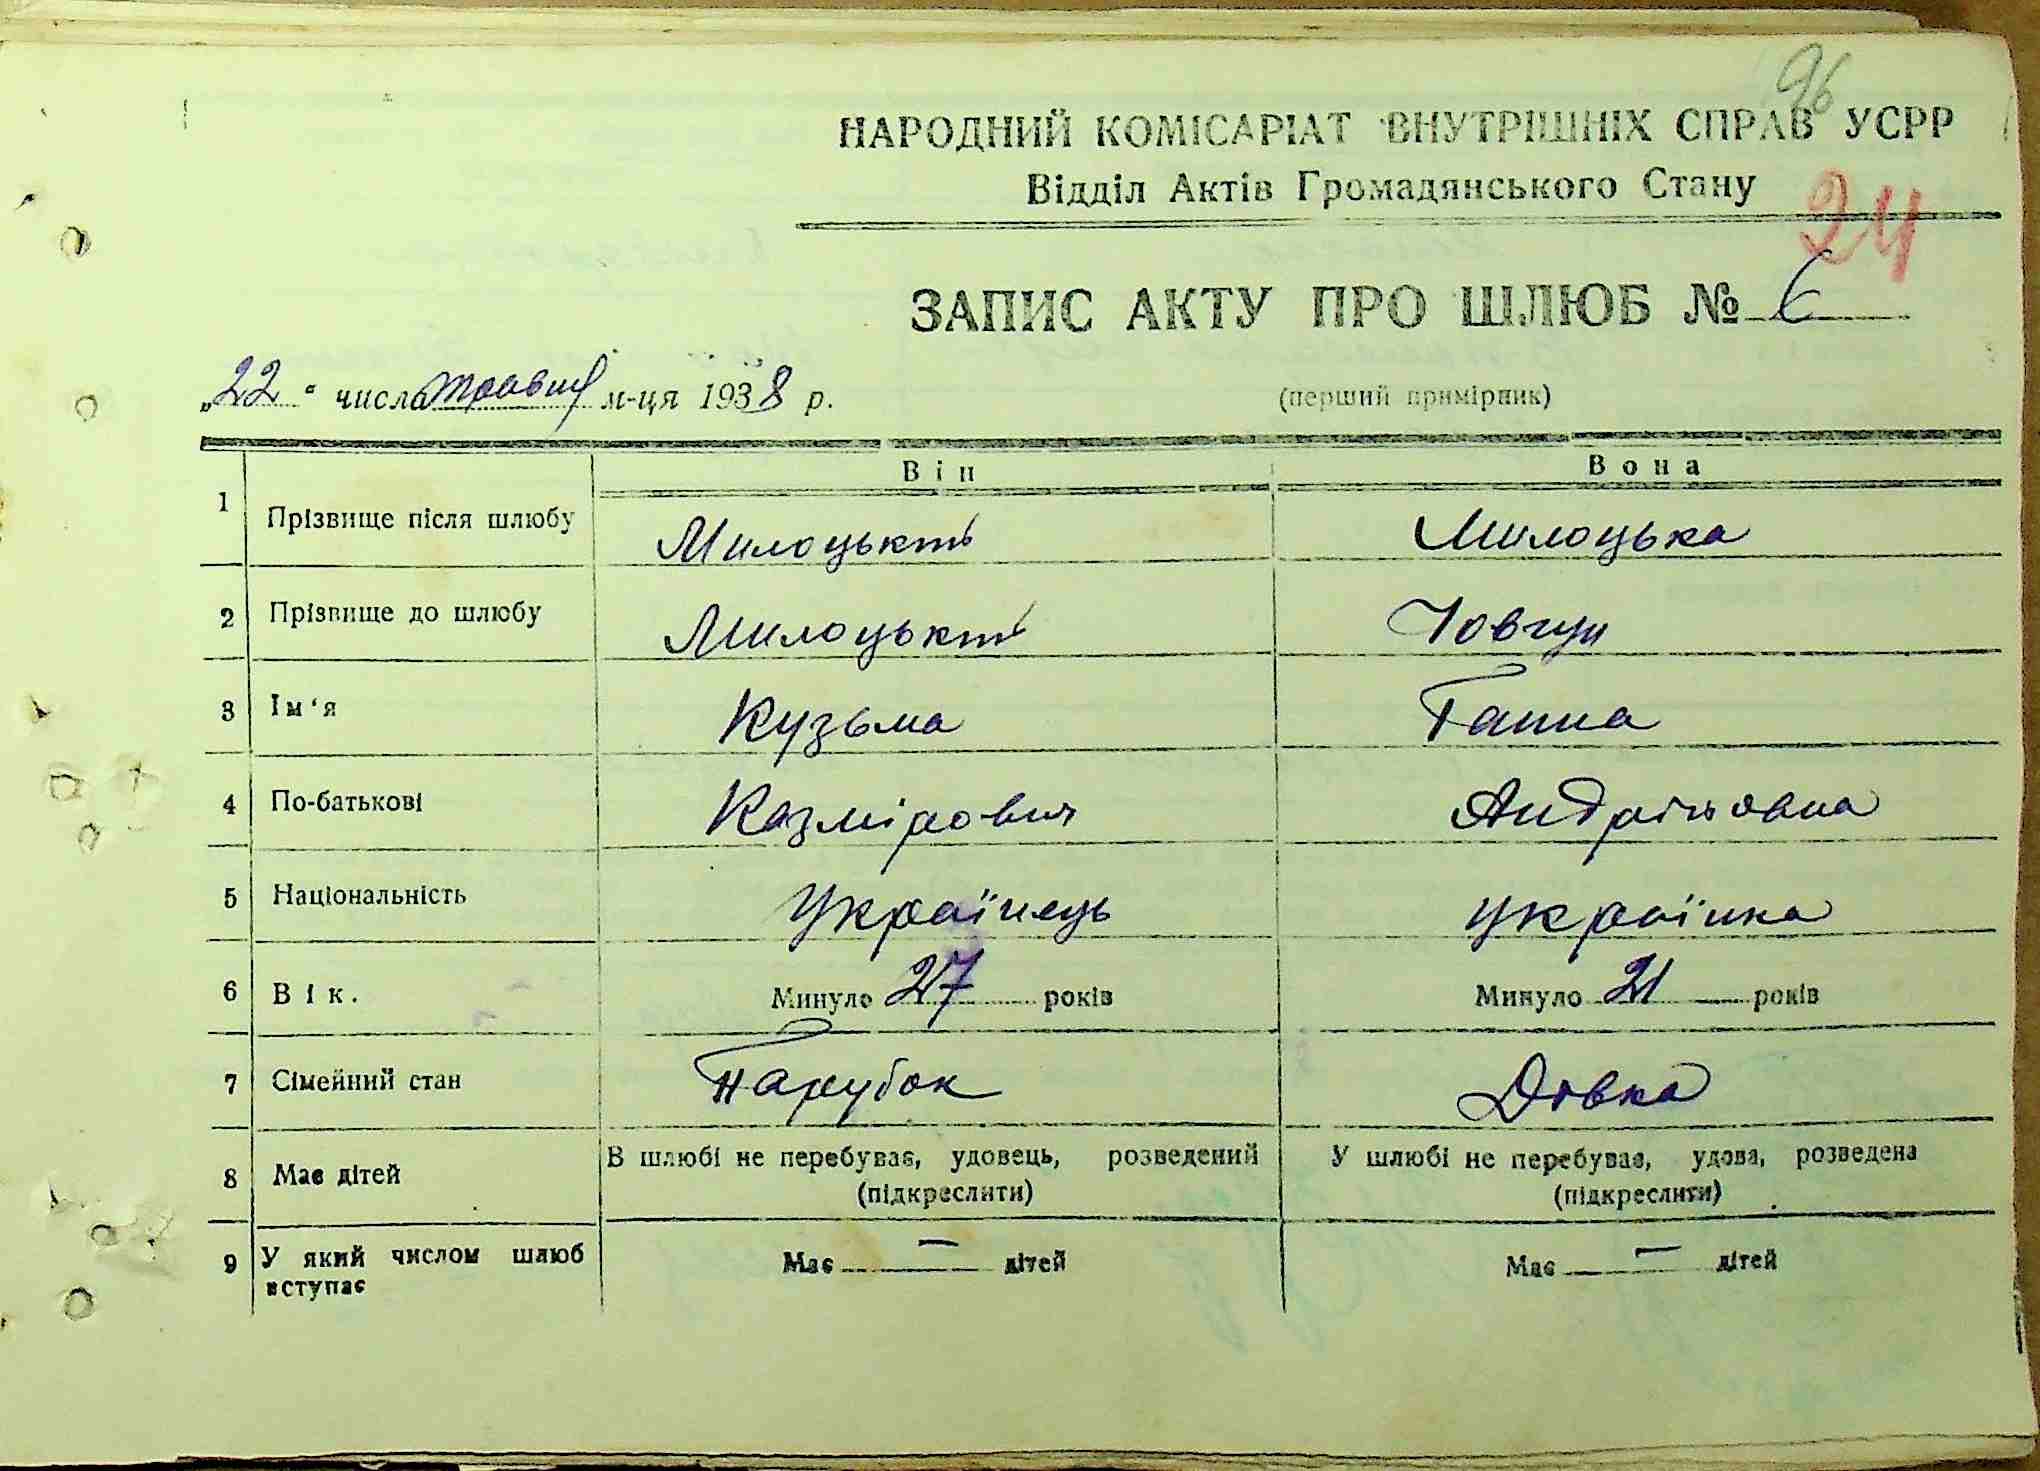 96
НАРОДНИЙ КОМІСАРІАТ ВНУТРІШНІХ СПРАВ УСРР
Відділ Актів Громадянського Стану
24
ЗАПИС АКТУ ПРО ШЛЮБ № 6
„22" числа травня м-ця 1938 р. (перший примірник)
Він Вона
1 Прізвище після шлюбу Милоцький Милоцька
2 Прізвище до шлюбу Милоцький Човгун
3 Ім'я Кузьма Ганна
4 По-батькові Казмірович Андріївовна
5 Національність Українець українка
6 Вік. Минуло 27 років Минуло 21 років
7 Сімейний стан Парубок Дівка
8 Має дітей В шлюбі не перебуває, удовець, розведений (підкреслити) У шлюбі не перебуває, удова, розведена (підкреслити)
9 У який числом шлюб вступає Має — дітей Має — дітей